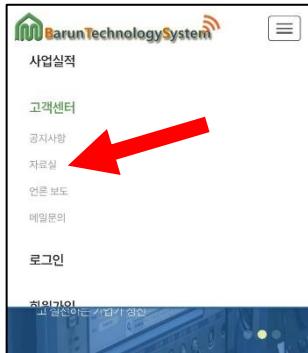 BarunTechnologySystem
사업실적
고객센터
공지사항
자료실
언론 보도
메일문의
로그인
회원가입